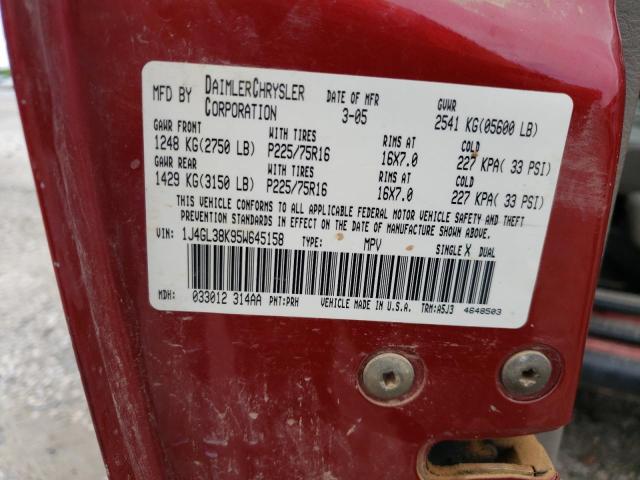 MFD BY DAIMLERCHRYSLER CORPORATION DATE OF MFR 3-05 GVWR 2541 KG(05600 LB)
GAWR FRONT WITH TIRES RIMS AT COLD
1248 KG(2750 LB) P225/75R16 16X7.0 227 KPA( 33 PSI)
GAWR REAR WITH TIRES RIMS AT COLD
1429 KG(3150 LB) P225/75R16 16X7.0 227 KPA( 33 PSI)
THIS VEHICLE CONFORMS TO ALL APPLICABLE FEDERAL MOTOR VEHICLE SAFETY AND THEFT
PREVENTION STANDARDS IN EFFECT ON THE DATE OF MANUFACTURE SHOWN ABOVE.
VIN: 1J4GL38K95W645158 TYPE: MPV SINGLE X DUAL
MDH: 033012 314AA PNT:PRH VEHICLE MADE IN U.S.A. TRM:A5J3 4648503